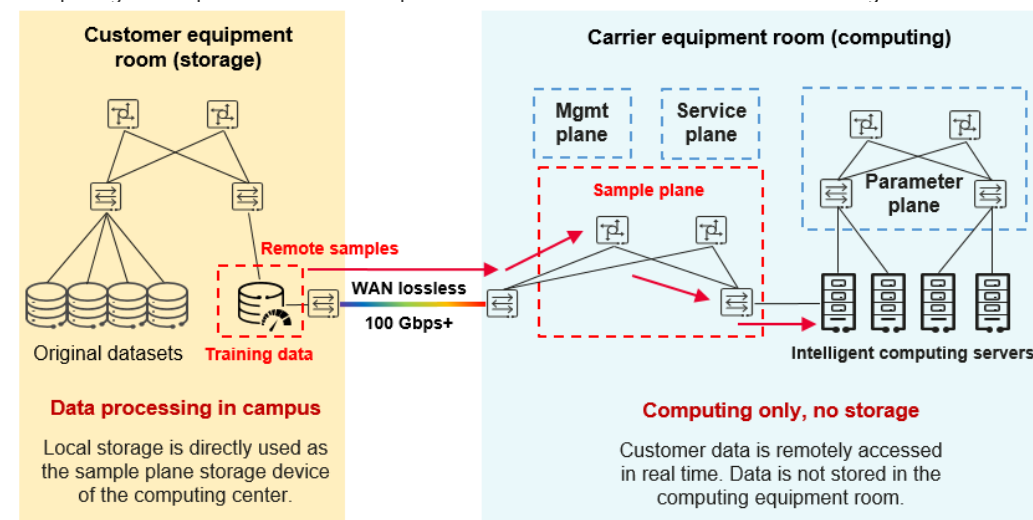 Customer equipment
room (storage)
Carrier equipment room (computing)
Mgmt
plane
Service
plane
Sample plane
Parameter
plane
Remote samples
WAN lossless
100 Gbps+
Original datasets
Training data
Intelligent computing servers
Data processing in campus
Local storage is directly used as
the sample plane storage device
of the computing center.
Computing only, no storage
Customer data is remotely accessed
in real time. Data is not stored in the
computing equipment room.